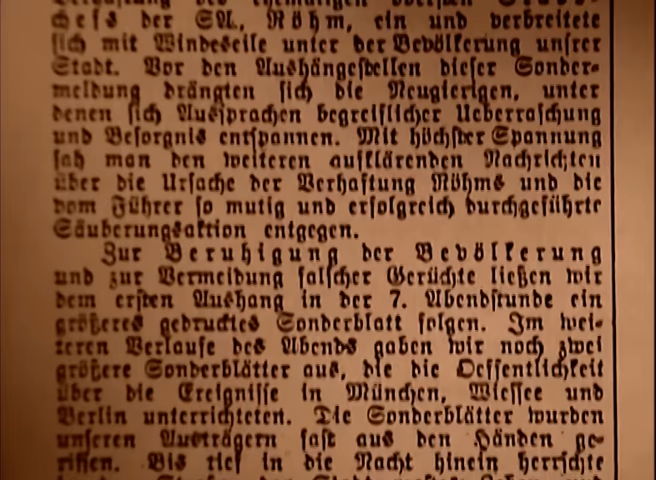 Verhaftung des ehemaligen obersten Stabs-
chefs der SA., Röhm, ein und verbreitete
sich mit Windeseile unter der Bevölkerung unsrer
Stadt. Vor den Aushängestellen dieser Sonder-
meldung drängten sich die Neugierigen, unter
denen sich Aussprachen begreiflicher Ueberraschung
und Besorgnis entspannen. Mit höchster Spannung
sah man den weiteren aufklärenden Nachrichten
über die Ursache der Verhaftung Röhms und die
vom Führer so mutig und erfolgreich durchgeführte
Säuberungsaktion entgegen.
Zur Beruhigung der Bevölkerung
und zur Vermeidung falscher Gerüchte ließen wir
dem ersten Aushang in der 7. Abendstunde ein
größeres gedrucktes Sonderblatt folgen. Im wei-
teren Verlaufe des Abends gaben wir noch zwei
größere Sonderblätter aus, die die Oeffentlichkeit
über die Ereignisse in München, Wiessee und
Berlin unterrichteten. Die Sonderblätter wurden
unseren Austrägern fast aus den Händen ge-
rissen. Bis tief in die Nacht hinein herrschte